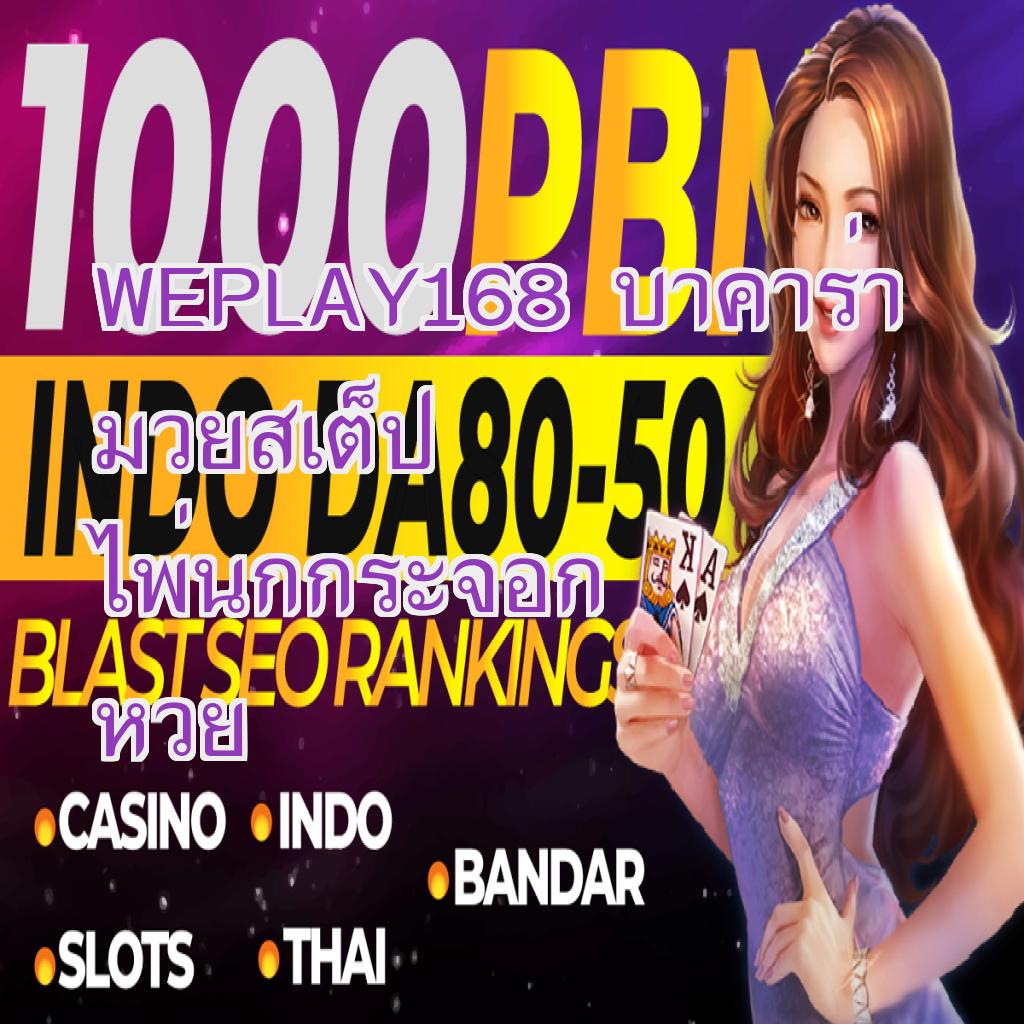 1000PBN
WEPLAY168 บาคาร่า
INDO DA80-50
มวยสเต็ป
ไพ่นกกระจอก
BLAST SEO RANKINGS
หวย
CASINO
INDO
BANDAR
SLOTS
THAI
K A